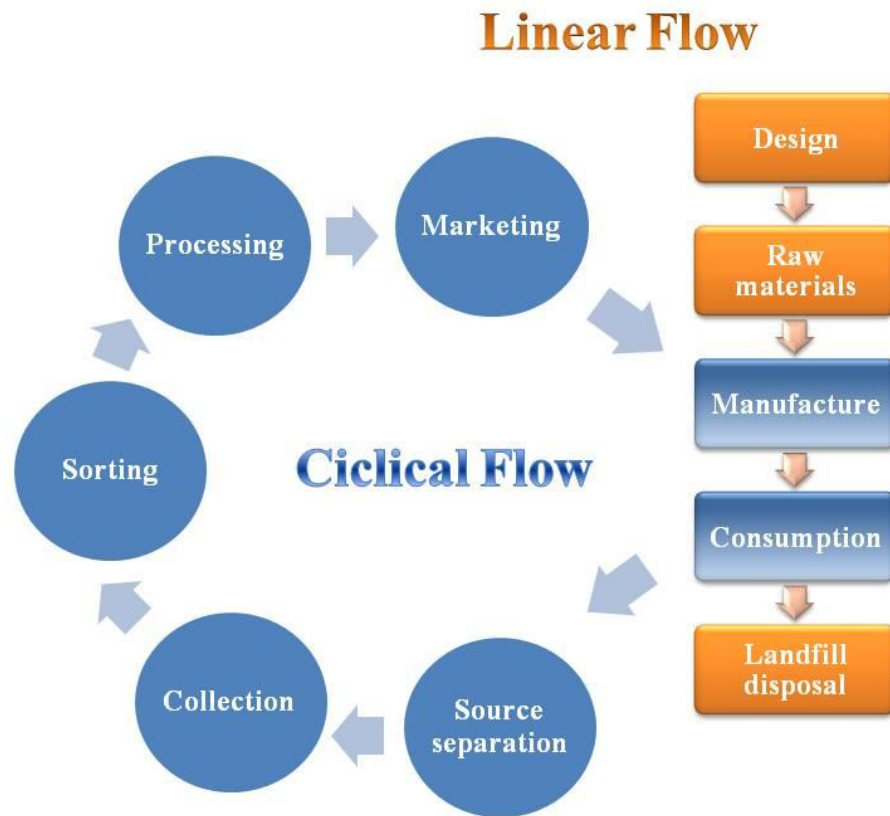 Linear Flow
Design
Raw
materials
Manufacture
Consumption
Landfill
disposal
Marketing
Processing
Sorting
Ciclical Flow
Collection
Source
separation